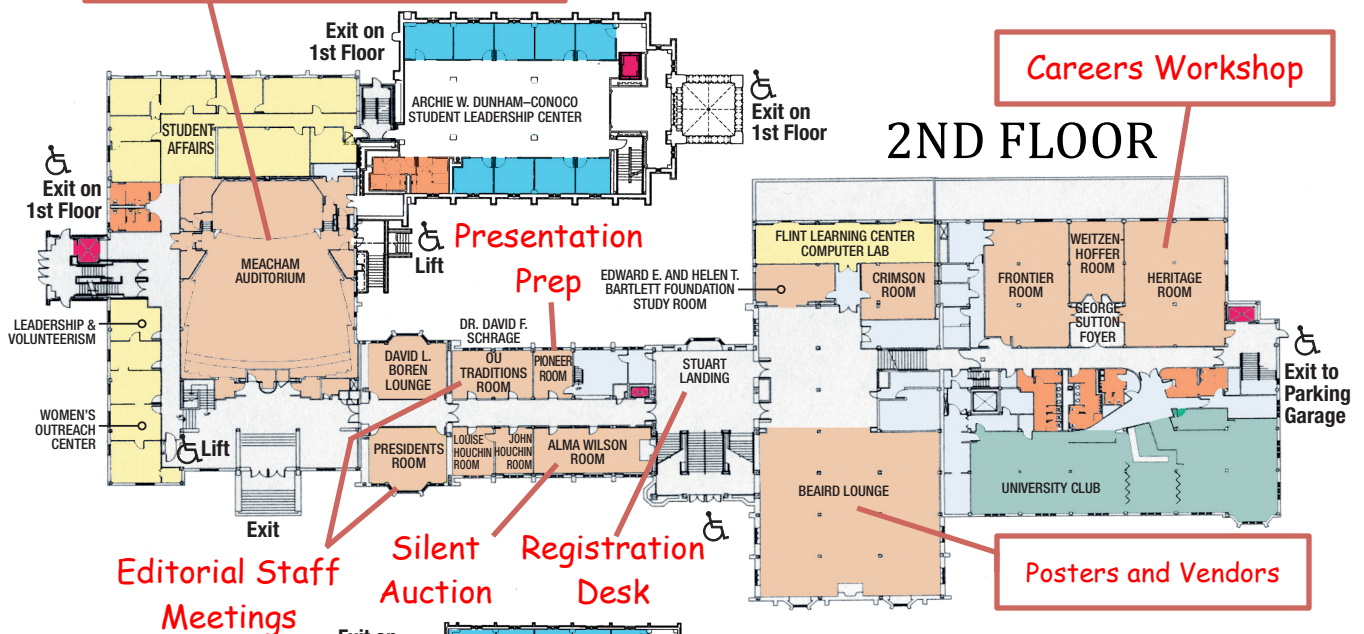 Exit on
1st Floor
ARCHIE W. DUNHAM–CONOCO
STUDENT LEADERSHIP CENTER
Exit on
1st Floor
Careers Workshop
2ND FLOOR
STUDENT
AFFAIRS
Exit on
1st Floor
MEACHAM
AUDITORIUM
Lift
Presentation
Prep
FLINT LEARNING CENTER
COMPUTER LAB
EDWARD E. AND HELEN T.
BARTLETT FOUNDATION
STUDY ROOM
CRIMSON
ROOM
FRONTIER
ROOM
WEITZEN-
HOFFER
ROOM
HERITAGE
ROOM
GEORGE
SUTTON
FOYER
LEADERSHIP &
VOLUNTEERISM
DAVID L.
BOREN
LOUNGE
DR. DAVID F.
SCHRAGE
OU
TRADITIONS
ROOM
PIONEER
ROOM
STUART
LANDING
Exit to
Parking
Garage
WOMEN'S
OUTREACH
CENTER
Lift
PRESIDENTS
ROOM
LOUISE
HOUCHIN
ROOM
JOHN
HOUCHIN
ROOM
ALMA WILSON
ROOM
BEAIRD LOUNGE
UNIVERSITY CLUB
Exit
Editorial Staff
Meetings
Silent
Auction
Registration
Desk
Posters and Vendors
Exit on